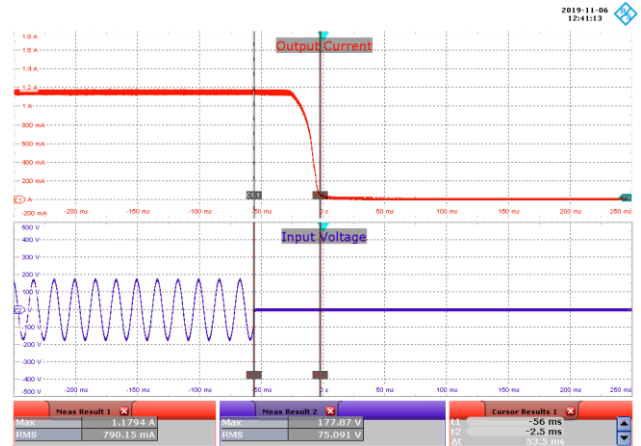 2019-11-06
12:41:13
Output Current
1.8 A
1.6 A
1.4 A
1.2 A
1 A
800 mA
600 mA
400 mA
200 mA
A
-200 mA
-200 ms -150 ms -100 ms -50 ms 0 s 50 ms 100 ms 150 ms 200 ms 250 ms
Input Voltage
500 V
400 V
300 V
200 V
100 V
-100 V
-200 V
-300 V
-400 V
-500 V
-200 ms -150 ms -100 ms -50 ms 0 s 50 ms 100 ms 150 ms 200 ms 250 ms
Meas Result 1 Meas Result 2 Cursor Results 1
Max 1.1794 A Max 177.87 V t1 -56 ms
RMS 790.15 mA RMS 75.091 V t2 -2.5 ms
Δt 53.5 ms